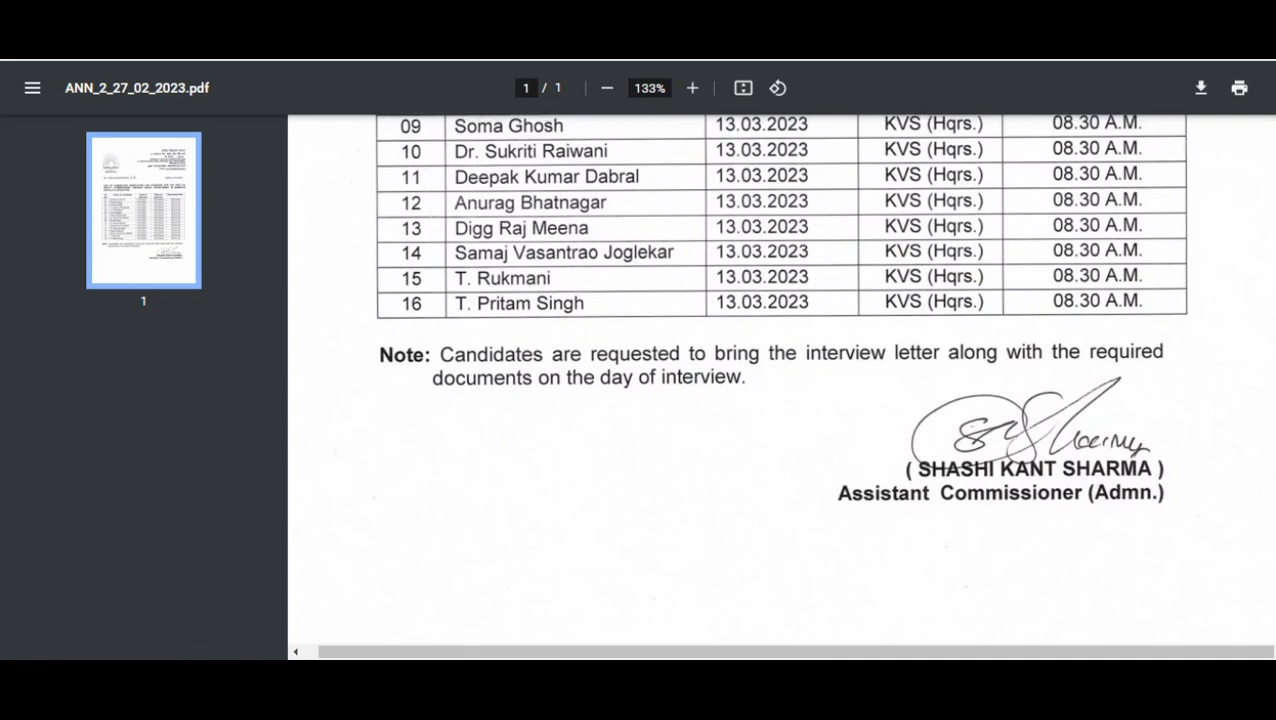 ANN_2_27_02_2023.pdf
1 / 1
133%
09 Soma Ghosh 13.03.2023 KVS (Hqrs.) 08.30 A.M.
10 Dr. Sukriti Raiwani 13.03.2023 KVS (Hqrs.) 08.30 A.M.
11 Deepak Kumar Dabral 13.03.2023 KVS (Hqrs.) 08.30 A.M.
12 Anurag Bhatnagar 13.03.2023 KVS (Hqrs.) 08.30 A.M.
13 Digg Raj Meena 13.03.2023 KVS (Hqrs.) 08.30 A.M.
14 Samaj Vasantrao Joglekar 13.03.2023 KVS (Hqrs.) 08.30 A.M.
15 T. Rukmani 13.03.2023 KVS (Hqrs.) 08.30 A.M.
16 T. Pritam Singh 13.03.2023 KVS (Hqrs.) 08.30 A.M.
Note: Candidates are requested to bring the interview letter along with the required
documents on the day of interview.
( SHASHI KANT SHARMA )
Assistant Commissioner (Admn.)
1